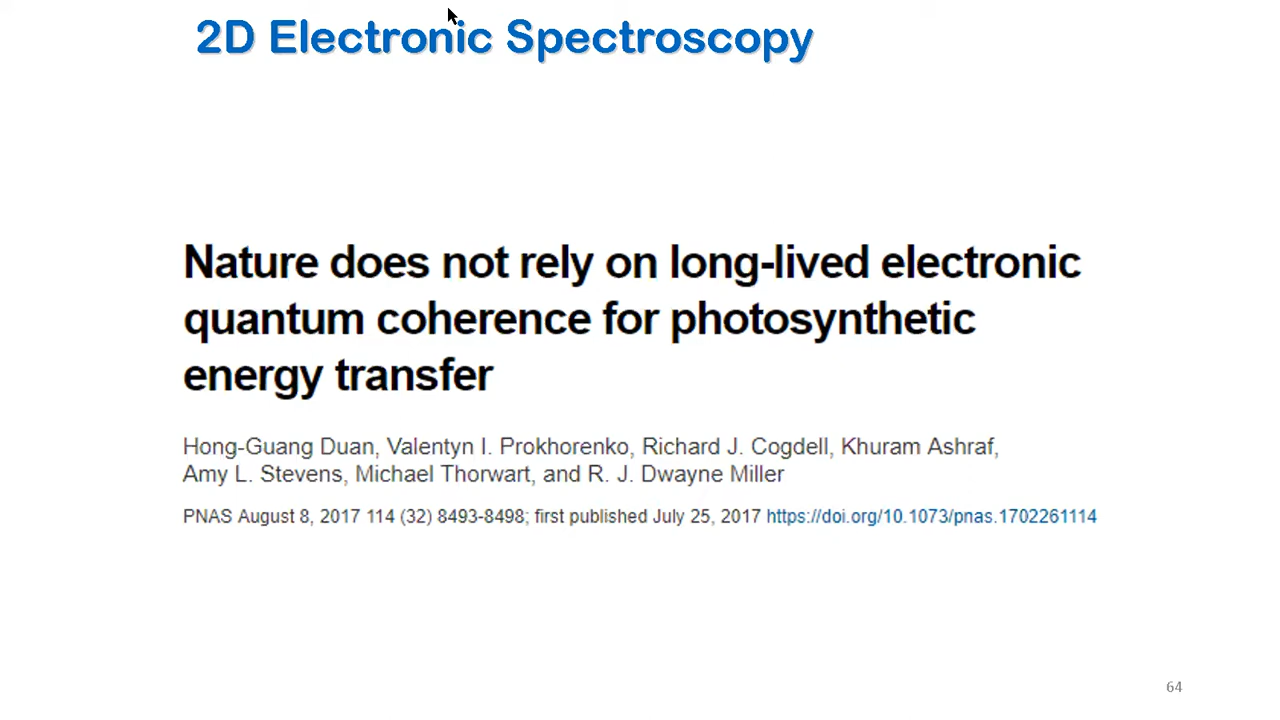 2D Electronic Spectroscopy
Nature does not rely on long-lived electronic
quantum coherence for photosynthetic
energy transfer
Hong-Guang Duan, Valentyn I. Prokhorenko, Richard J. Cogdell, Khuram Ashraf,
Amy L. Stevens, Michael Thorwart, and R. J. Dwayne Miller
PNAS August 8, 2017 114 (32) 8493-8498; first published July 25, 2017 https://doi.org/10.1073/pnas.1702261114
64